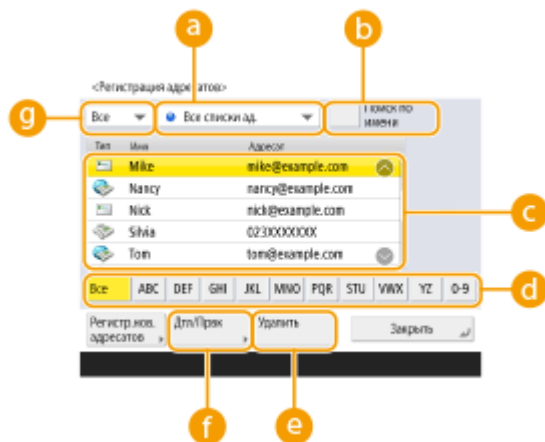 a
b
<Регистрация адресатов>
g
Все
Все списки ад.
Поиск по
имени
Тип Имя Адресат
Mike mike@example.com
Nancy nancy@example.com
Nick nick@example.com
c
Silvia 023XXXXXXX
Tom tom@example.com
Все ABC DEF GHI JKL MNO PQR STU VWX YZ 0-9
d
Регистр.нов.
адресатов
Дтл/Првк
Удалить
Закрыть
f
e